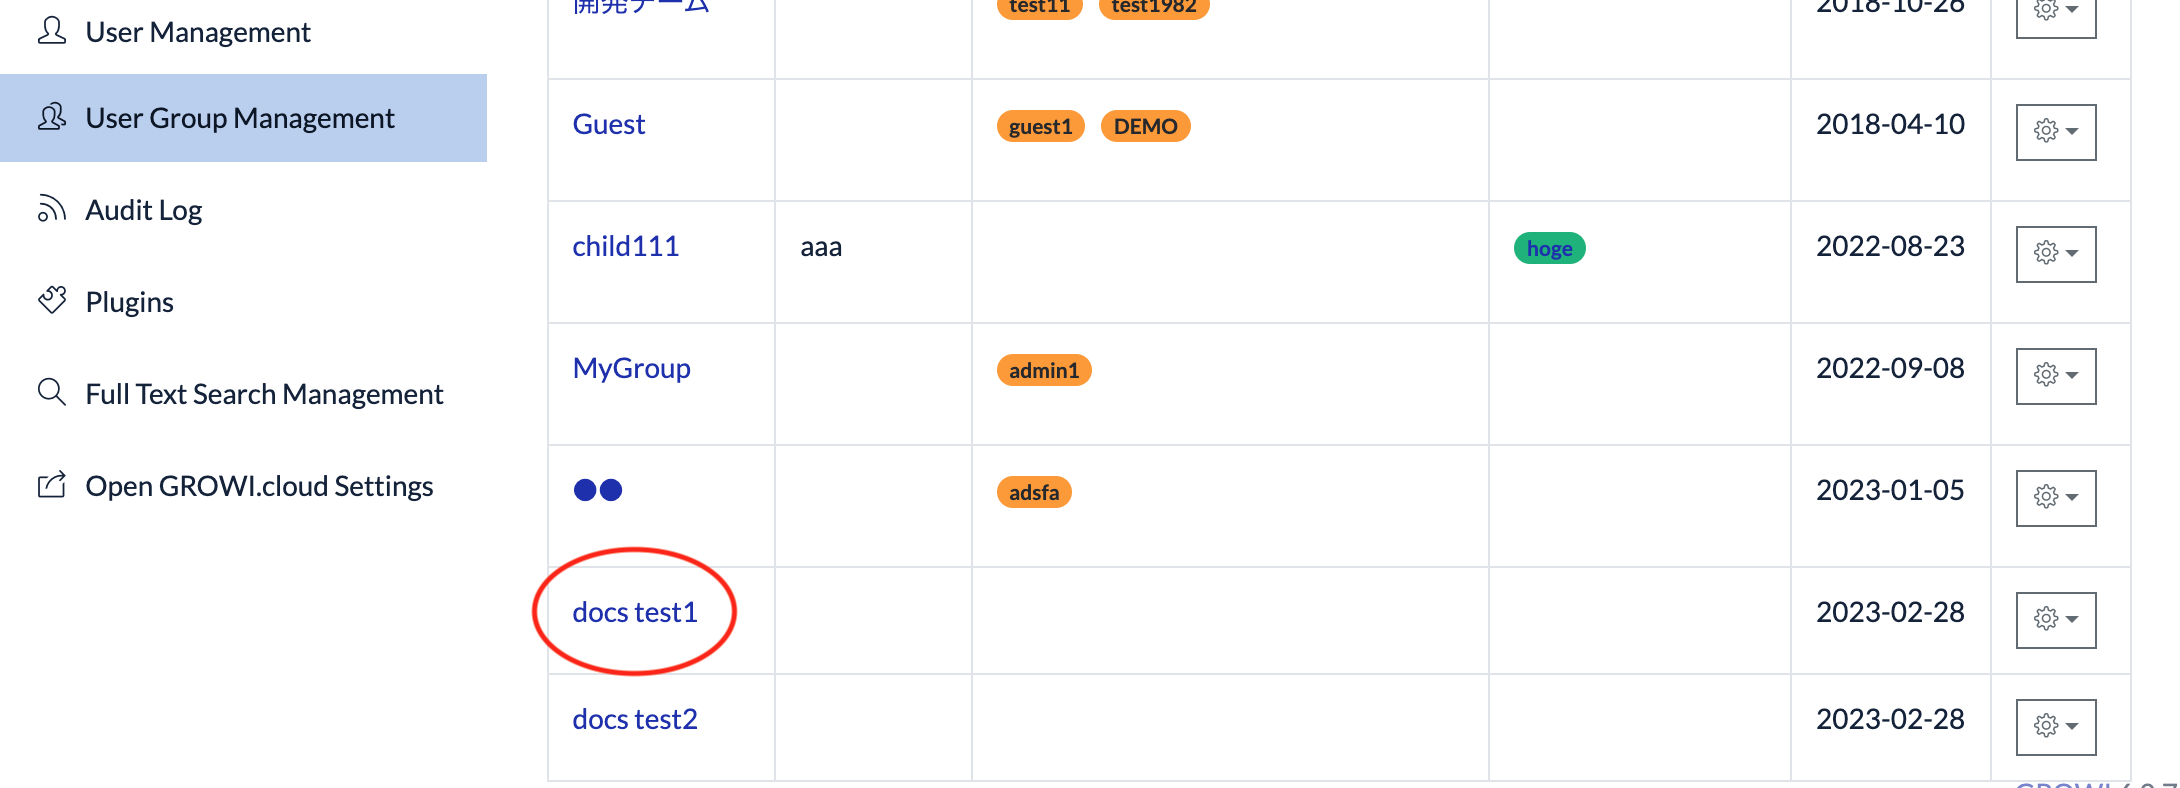 User Management
User Group Management
Audit Log
Plugins
Full Text Search Management
Open GROWI.cloud Settings
開発チーム test11 test1982 2018-10-26
Guest guest1 DEMO 2018-04-10
child111 aaa hoge 2022-08-23
MyGroup admin1 2022-09-08
●● adsfa 2023-01-05
docs test1 2023-02-28
docs test2 2023-02-28
GROWI